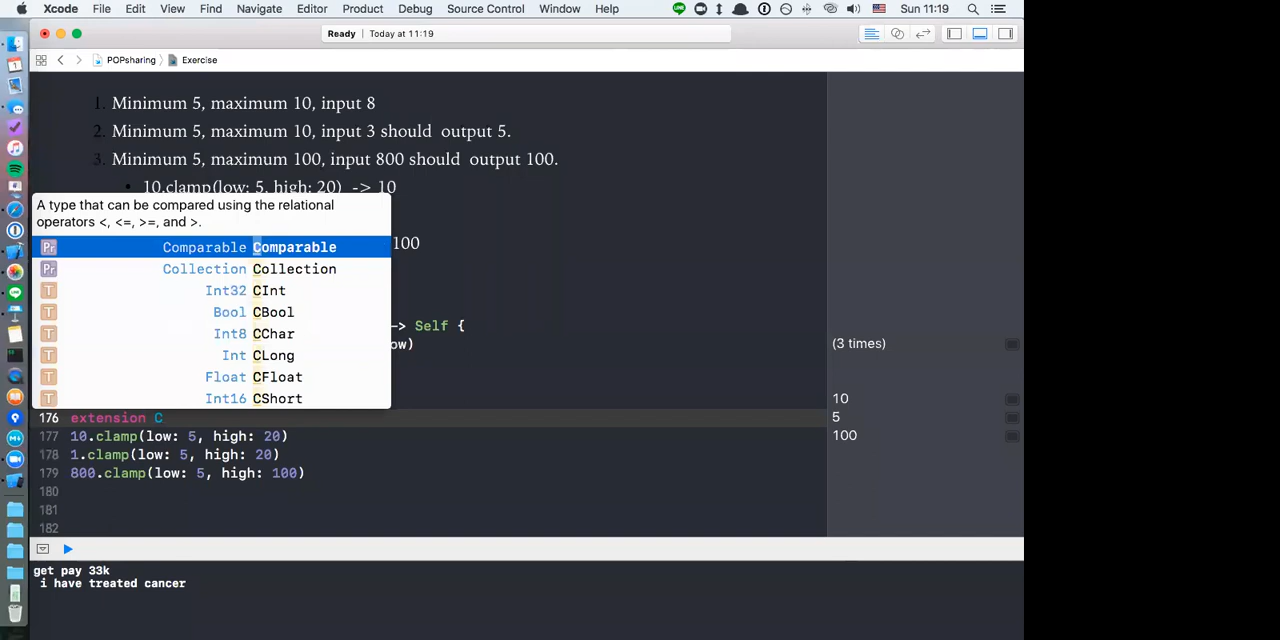 Xcode File Edit View Find Navigate Editor Product Debug Source Control Window Help Sun 11:19
Ready | Today at 11:19
POPsharing Exercise
1. Minimum 5, maximum 10, input 8
2. Minimum 5, maximum 10, input 3 should output 5.
3. Minimum 5, maximum 100, input 800 should output 100.
• 10.clamp(low: 5, high: 20) -> 10
A type that can be compared using the relational
operators <, <=, >=, and >.
100
Pr Comparable Comparable
Pr Collection Collection
T Int32 CInt
T Bool CBool
T Int8 CChar
T Int CLong
T Float CFloat
T Int16 CShort
-> Self {
ow)
(3 times)
176 extension C
177 10.clamp(low: 5, high: 20)
178 1.clamp(low: 5, high: 20)
179 800.clamp(low: 5, high: 100)
180
181
182
10
5
100
get pay 33k
i have treated cancer